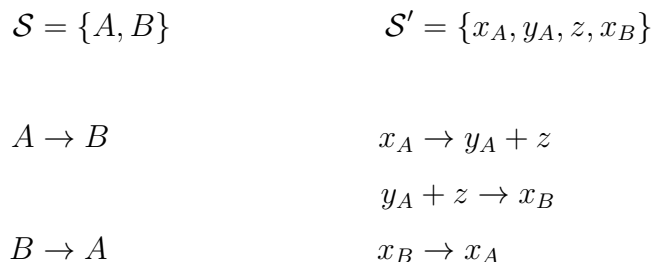 𝒮 = {A, B} 𝒮′ = {x_A, y_A, z, x_B}
A → B x_A → y_A + z
y_A + z → x_B
B → A x_B → x_A